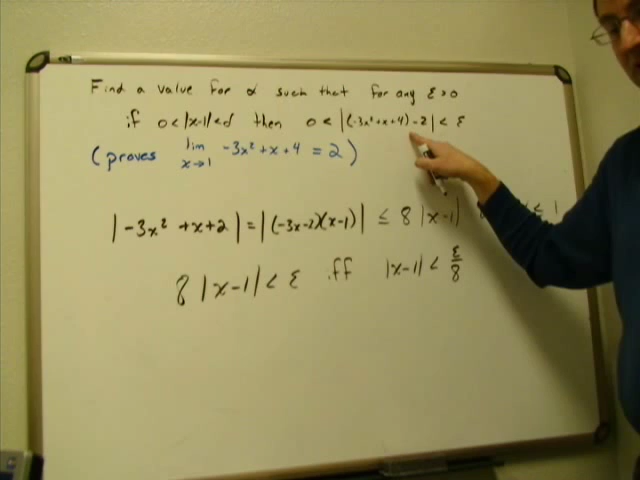 Find a value for α such that for any ε > 0
if 0 < |x-1| < d then 0 < |(-3x² + x + 4) - 2| < ε
(proves lim x→1 -3x² + x + 4 = 2)
|-3x² + x + 2| = |(-3x-2)(x-1)| ≤ 8 |x-1| ≤ 1
8 |x-1| < ε iff |x-1| < ε/8